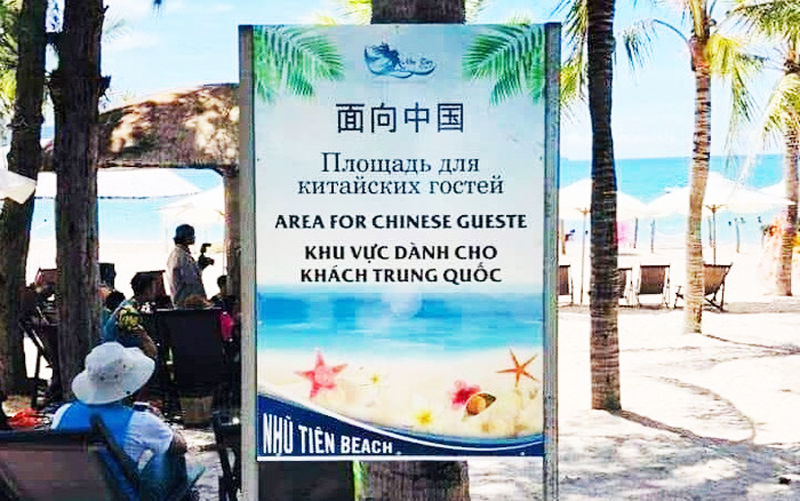 面向中国
Площадь для
китайских гостей
AREA FOR CHINESE GUESTE
KHU VỰC DÀNH CHO
KHÁCH TRUNG QUỐC
NHŨ TIÊN BEACH